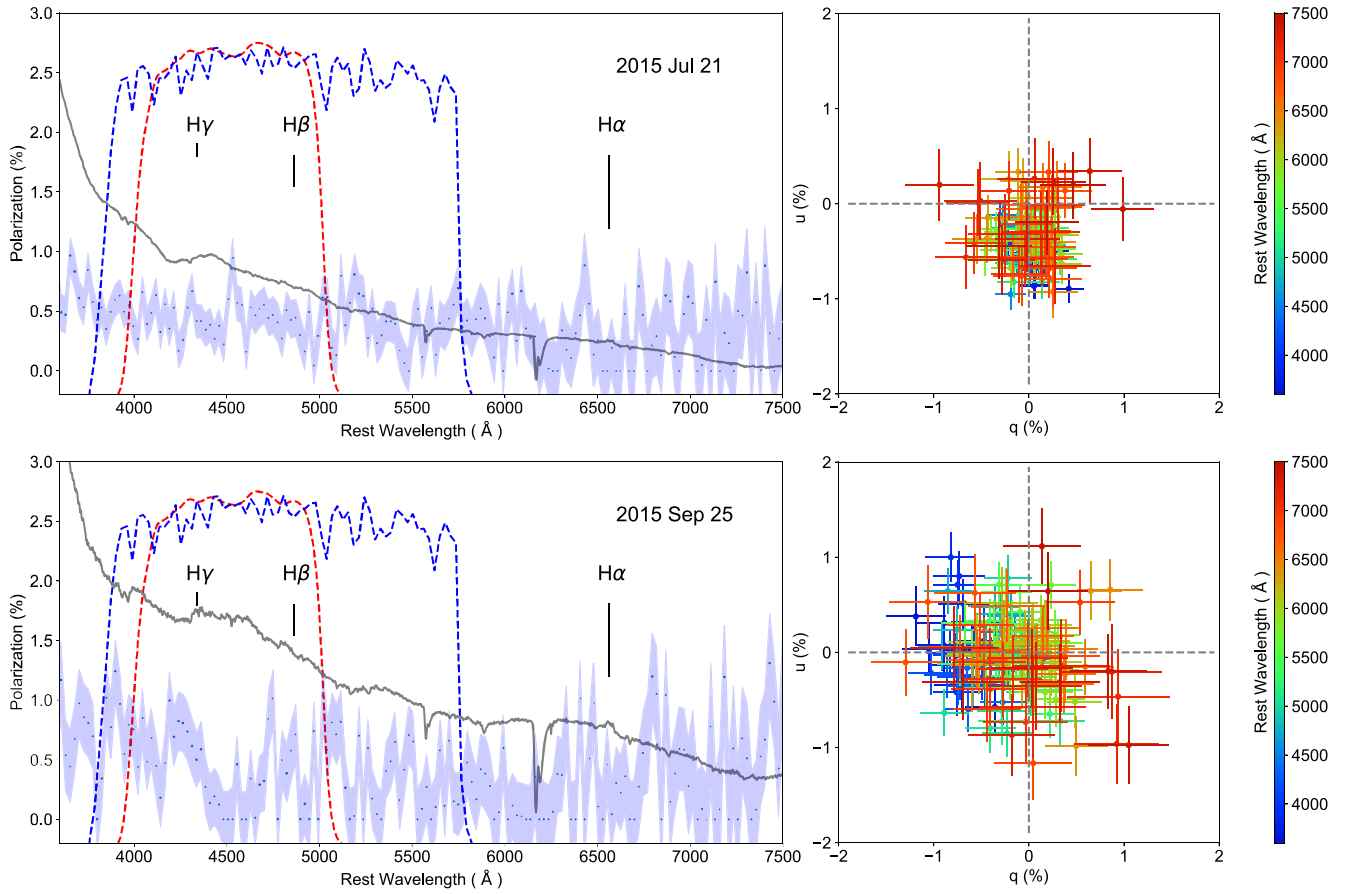 3.0
2.5
2.0
1.5
1.0
0.5
0.0
Polarization (%)
2015 Jul 21
Hγ
Hβ
Hα
4000 4500 5000 5500 6000 6500 7000 7500
Rest Wavelength ( Å )
2
1
0
−1
−2
u (%)
−2 −1 0 1 2
q (%)
7500
7000
6500
6000
5500
5000
4500
4000
Rest Wavelength ( Å )
3.0
2.5
2.0
1.5
1.0
0.5
0.0
Polarization (%)
2015 Sep 25
Hγ
Hβ
Hα
4000 4500 5000 5500 6000 6500 7000 7500
Rest Wavelength ( Å )
2
1
0
−1
−2
u (%)
−2 −1 0 1 2
q (%)
7500
7000
6500
6000
5500
5000
4500
4000
Rest Wavelength ( Å )